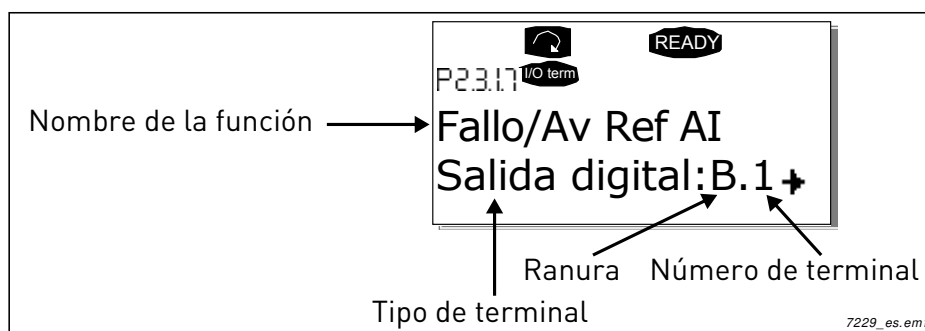 READY
P2.3.1.7 I/O term
Nombre de la función
Fallo/Av Ref AI
Salida digital:B.1
Ranura Número de terminal
Tipo de terminal
7229_es.em